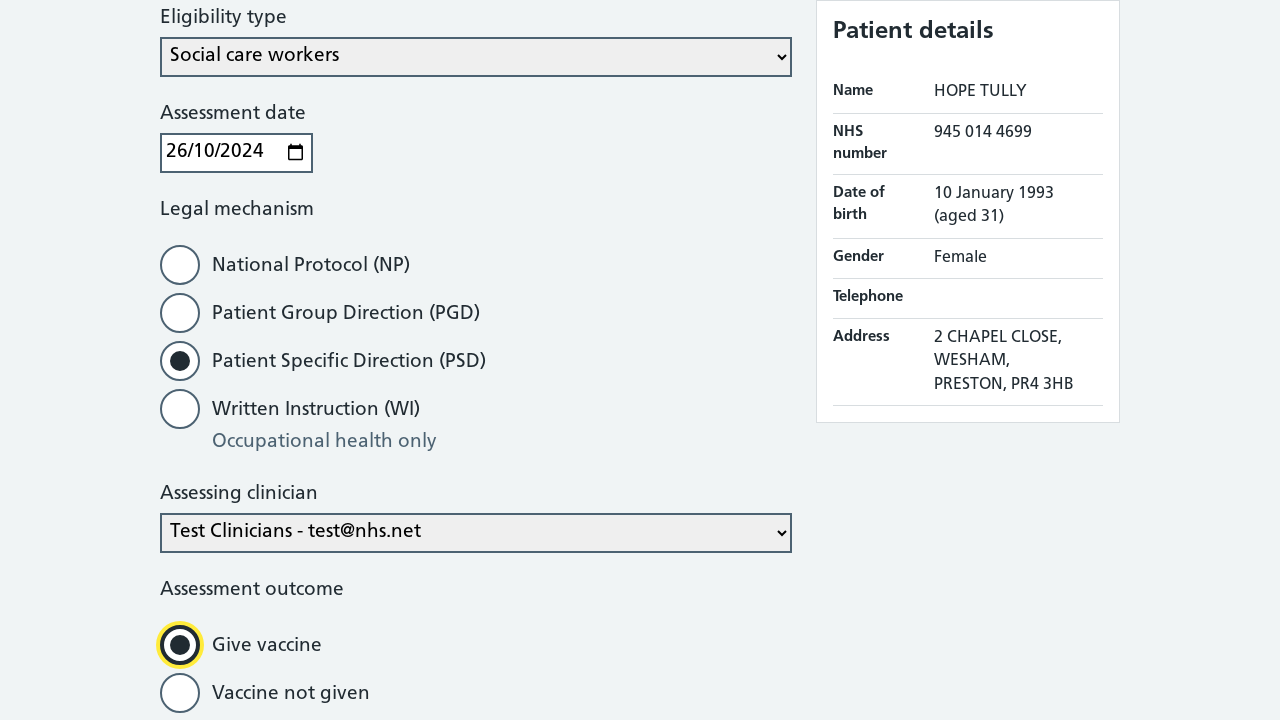 Eligibility type
Social care workers
Assessment date
26/10/2024
Legal mechanism
National Protocol (NP)
Patient Group Direction (PGD)
Patient Specific Direction (PSD)
Written Instruction (WI)
Occupational health only
Assessing clinician
Test Clinicians - test@nhs.net
Assessment outcome
Give vaccine
Vaccine not given
Patient details
Name HOPE TULLY
NHS number 945 014 4699
Date of birth 10 January 1993 (aged 31)
Gender Female
Telephone
Address 2 CHAPEL CLOSE,
WESHAM,
PRESTON, PR4 3HB